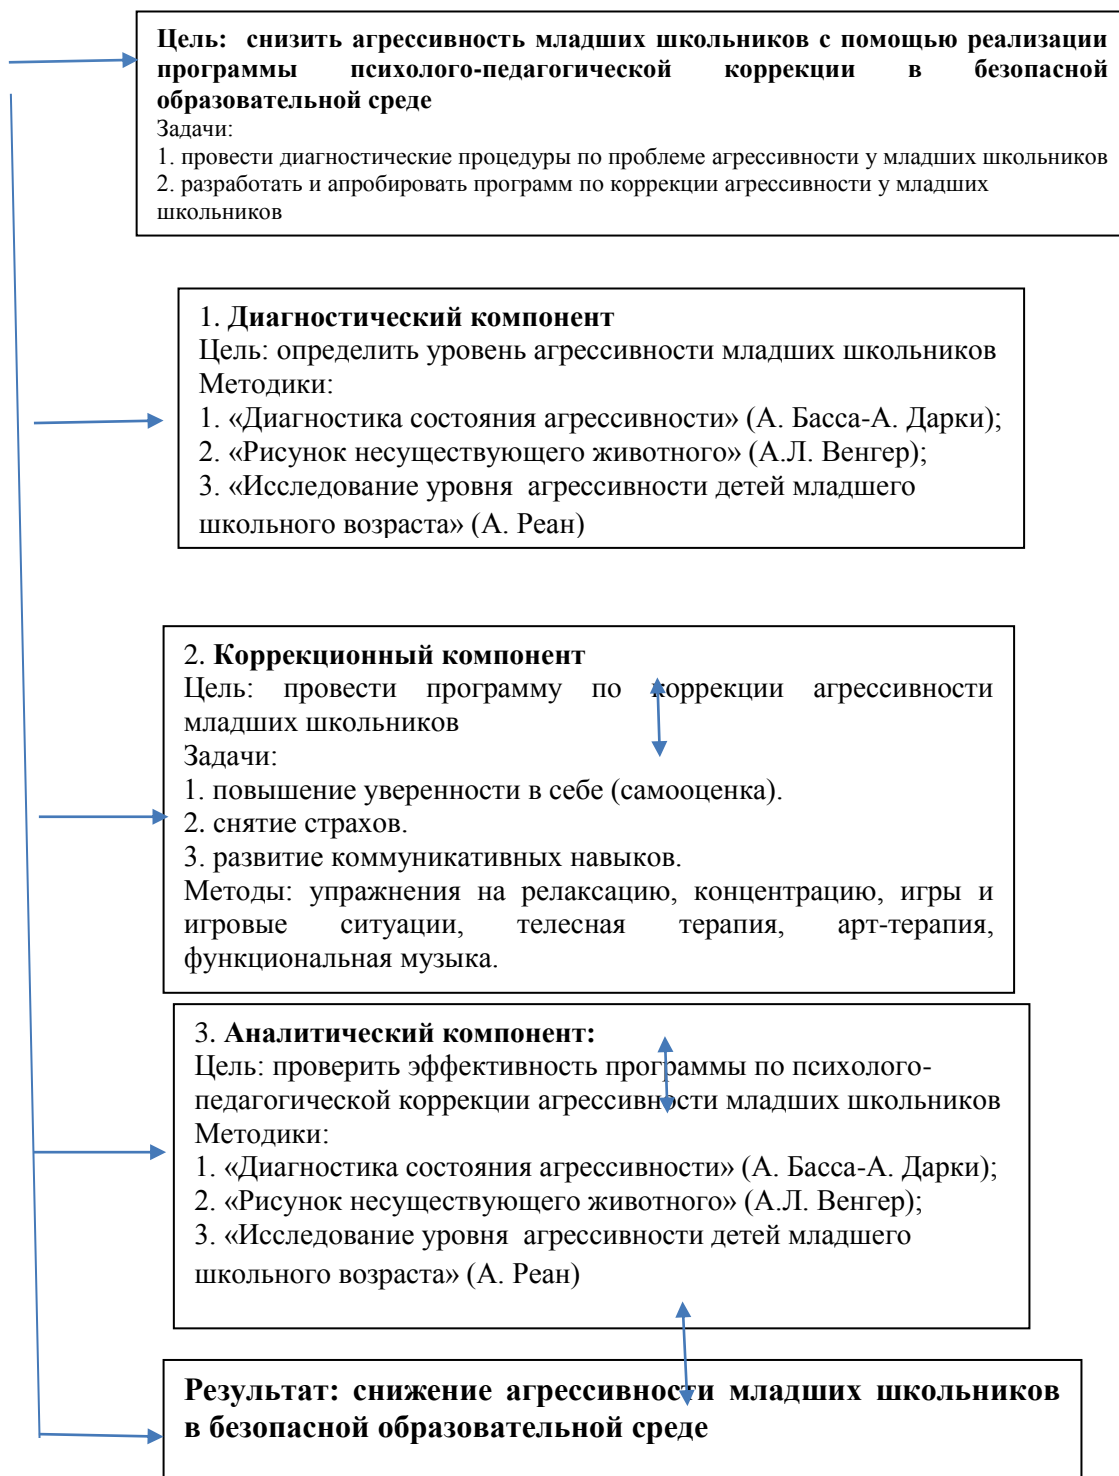 Цель: снизить агрессивность младших школьников с помощью реализации
программы психолого-педагогической коррекции в безопасной
образовательной среде
Задачи:
1. провести диагностические процедуры по проблеме агрессивности у младших школьников
2. разработать и апробировать программ по коррекции агрессивности у младших
школьников
1. Диагностический компонент
Цель: определить уровень агрессивности младших школьников
Методики:
1. «Диагностика состояния агрессивности» (А. Басса-А. Дарки);
2. «Рисунок несуществующего животного» (А.Л. Венгер);
3. «Исследование уровня агрессивности детей младшего
школьного возраста» (А. Реан)
2. Коррекционный компонент
Цель: провести программу по коррекции агрессивности
младших школьников
Задачи:
1. повышение уверенности в себе (самооценка).
2. снятие страхов.
3. развитие коммуникативных навыков.
Методы: упражнения на релаксацию, концентрацию, игры и
игровые ситуации, телесная терапия, арт-терапия,
функциональная музыка.
3. Аналитический компонент:
Цель: проверить эффективность программы по психолого-
педагогической коррекции агрессивности младших школьников
Методики:
1. «Диагностика состояния агрессивности» (А. Басса-А. Дарки);
2. «Рисунок несуществующего животного» (А.Л. Венгер);
3. «Исследование уровня агрессивности детей младшего
школьного возраста» (А. Реан)
Результат: снижение агрессивности младших школьников
в безопасной образовательной среде